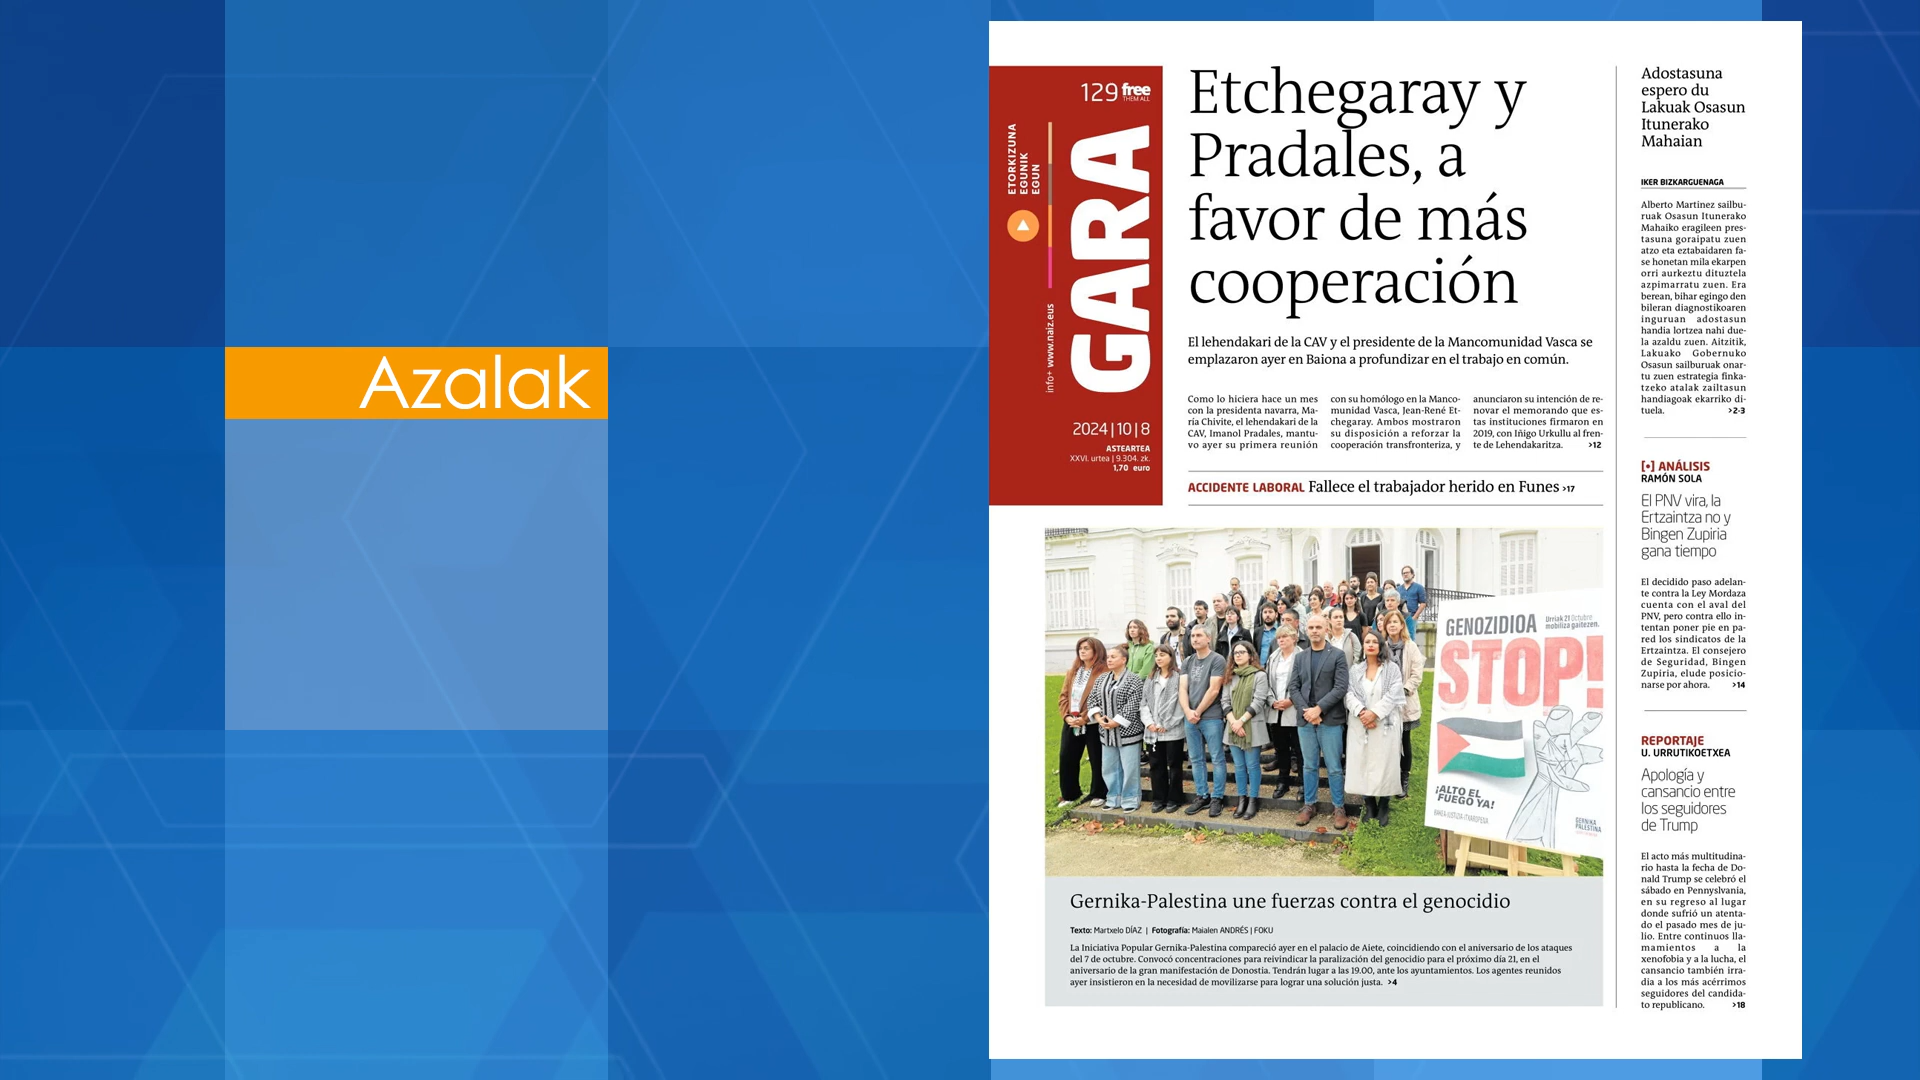 Azalak
129 free
THEM ALL
ETORKIZUNA
EGUNIK
EGUN
info+ www.naiz.eus
GARA
2024|10|8
ASTEARTEA
XXVI. urtea | 9.304. zk.
1,70 euro
Etchegaray y
Pradales, a
favor de más
cooperación
El lehendakari de la CAV y el presidente de la Mancomunidad Vasca se
emplazaron ayer en Baiona a profundizar en el trabajo en común.
Como lo hiciera hace un mes
con la presidenta navarra, Ma-
ría Chivite, el lehendakari de la
CAV, Imanol Pradales, mantu-
vo ayer su primera reunión
con su homólogo en la Manco-
munidad Vasca, Jean-René Et-
chegaray. Ambos mostraron
su disposición a reforzar la
cooperación transfronteriza, y
anunciaron su intención de re-
novar el memorando que es-
tas instituciones firmaron en
2019, con Iñigo Urkullu al fren-
te de Lehendakaritza. >12
ACCIDENTE LABORAL Fallece el trabajador herido en Funes >17
GENOZIDIOA
Urriak 21 Octubre
mobiliza gaitezen.
STOP!
¡ALTO EL
FUEGO YA!
BAKEA-JUSTIZIA-ITXAROPENA
GERNIKA
PALESTINA
Gernika-Palestina une fuerzas contra el genocidio
Texto: Martxelo DÍAZ | Fotografía: Maialen ANDRÉS | FOKU
La Iniciativa Popular Gernika-Palestina compareció ayer en el palacio de Aiete, coincidiendo con el aniversario de los ataques
del 7 de octubre. Convocó concentraciones para reivindicar la paralización del genocidio para el próximo día 21, en el
aniversario de la gran manifestación de Donostia. Tendrán lugar a las 19.00, ante los ayuntamientos. Los agentes reunidos
ayer insistieron en la necesidad de movilizarse para lograr una solución justa. >4
Adostasuna
espero du
Lakuak Osasun
Itunerako
Mahaian
IKER BIZKARGUENAGA
Alberto Martinez sailbu-
ruak Osasun Itunerako
Mahaiko eragileen pres-
tasuna goraipatu zuen
atzo eta eztabaidaren fa-
se honetan mila ekarpen
orri aurkeztu dituztela
azpimarratu zuen. Era
berean, bihar egingo den
bileran diagnostikoaren
inguruan adostasun
handia lortzea nahi due-
la azaldu zuen. Aitzitik,
Lakuako Gobernuko
Osasun sailburuak onar-
tu zuen estrategia finka-
tzeko atalak zailtasun
handiagoak ekarriko di-
tuela. >2-3
[•] ANÁLISIS
RAMÓN SOLA
El PNV vira, la
Ertzaintza no y
Bingen Zupiria
gana tiempo
El decidido paso adelan-
te contra la Ley Mordaza
cuenta con el aval del
PNV, pero contra ello in-
tentan poner pie en pa-
red los sindicatos de la
Ertzaintza. El consejero
de Seguridad, Bingen
Zupiria, elude posicio-
narse por ahora. >14
REPORTAJE
U. URRUTIKOETXEA
Apología y
cansancio entre
los seguidores
de Trump
El acto más multitudina-
rio hasta la fecha de Do-
nald Trump se celebró el
sábado en Pennyslvania,
en su regreso al lugar
donde sufrió un atenta-
do el pasado mes de ju-
lio. Entre continuos lla-
mamientos a la
xenofobia y a la lucha, el
cansancio también irra-
dia a los más acérrimos
seguidores del candida-
to republicano. >18